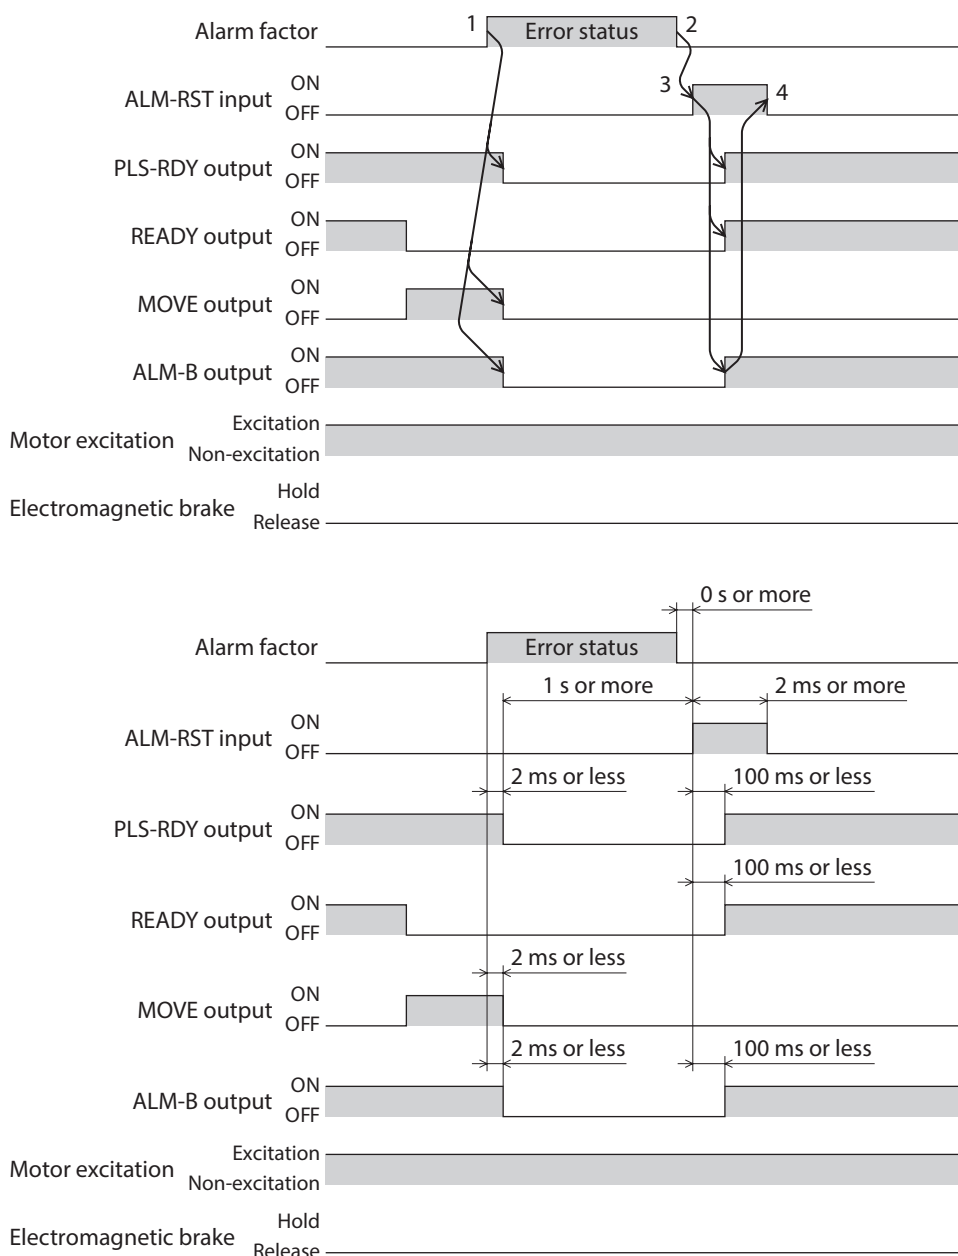 1 Error status 2
Alarm factor
ON
3 4
ALM-RST input
OFF
ON
PLS-RDY output
OFF
ON
READY output
OFF
ON
MOVE output
OFF
ON
ALM-B output
OFF
Excitation
Motor excitation
Non-excitation
Hold
Electromagnetic brake
Release
0 s or more
Alarm factor Error status
1 s or more 2 ms or more
ON
ALM-RST input
OFF
2 ms or less 100 ms or less
ON
PLS-RDY output
OFF
100 ms or less
ON
READY output
OFF
2 ms or less
ON
MOVE output
OFF
2 ms or less 100 ms or less
ON
ALM-B output
OFF
Excitation
Motor excitation
Non-excitation
Hold
Electromagnetic brake
Release